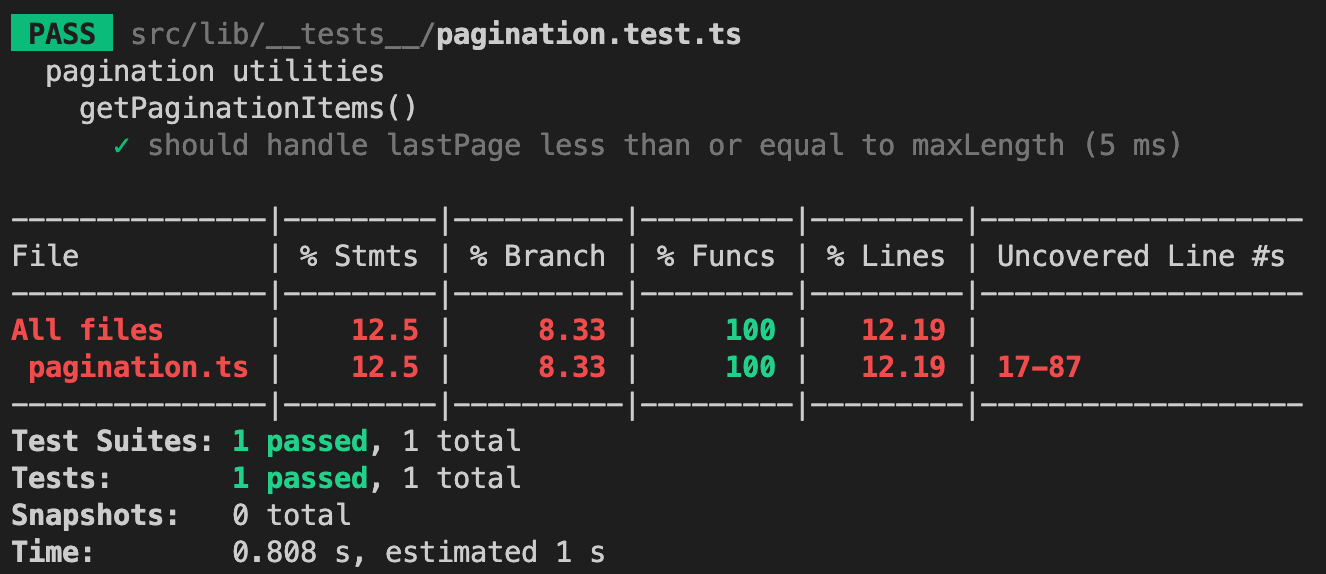 PASS src/lib/__tests__/pagination.test.ts
  pagination utilities
    getPaginationItems()
      ✓ should handle lastPage less than or equal to maxLength (5 ms)

---------------|---------|----------|---------|---------|-------------------
File           | % Stmts | % Branch | % Funcs | % Lines | Uncovered Line #s
---------------|---------|----------|---------|---------|-------------------
All files      |    12.5 |     8.33 |     100 |   12.19 |
 pagination.ts |    12.5 |     8.33 |     100 |   12.19 | 17-87
---------------|---------|----------|---------|---------|-------------------
Test Suites: 1 passed, 1 total
Tests:       1 passed, 1 total
Snapshots:   0 total
Time:        0.808 s, estimated 1 s